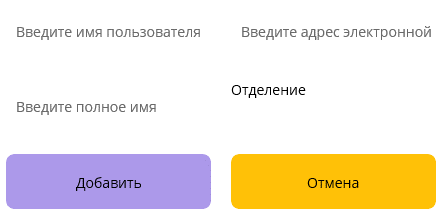 Введите имя пользователя
Введите адрес электронной
Отделение
Введите полное имя
Добавить
Отмена